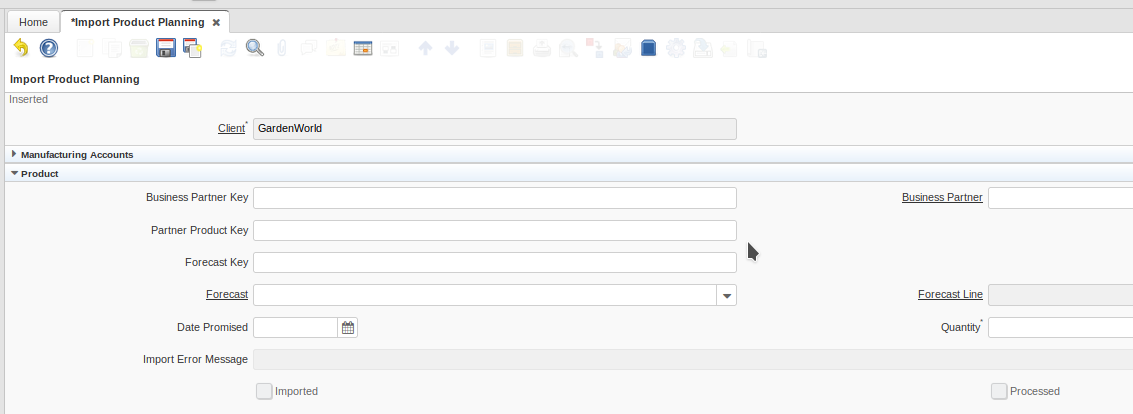 Home *Import Product Planning
Import Product Planning
Inserted
Client* GardenWorld
Manufacturing Accounts
Product
Business Partner Key Business Partner
Partner Product Key
Forecast Key
Forecast Forecast Line
Date Promised Quantity*
Import Error Message
Imported Processed